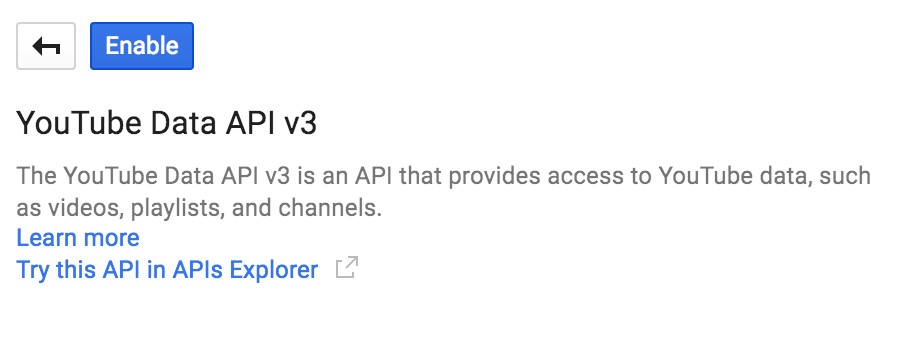 Enable
YouTube Data API v3
The YouTube Data API v3 is an API that provides access to YouTube data, such
as videos, playlists, and channels.
Learn more
Try this API in APIs Explorer